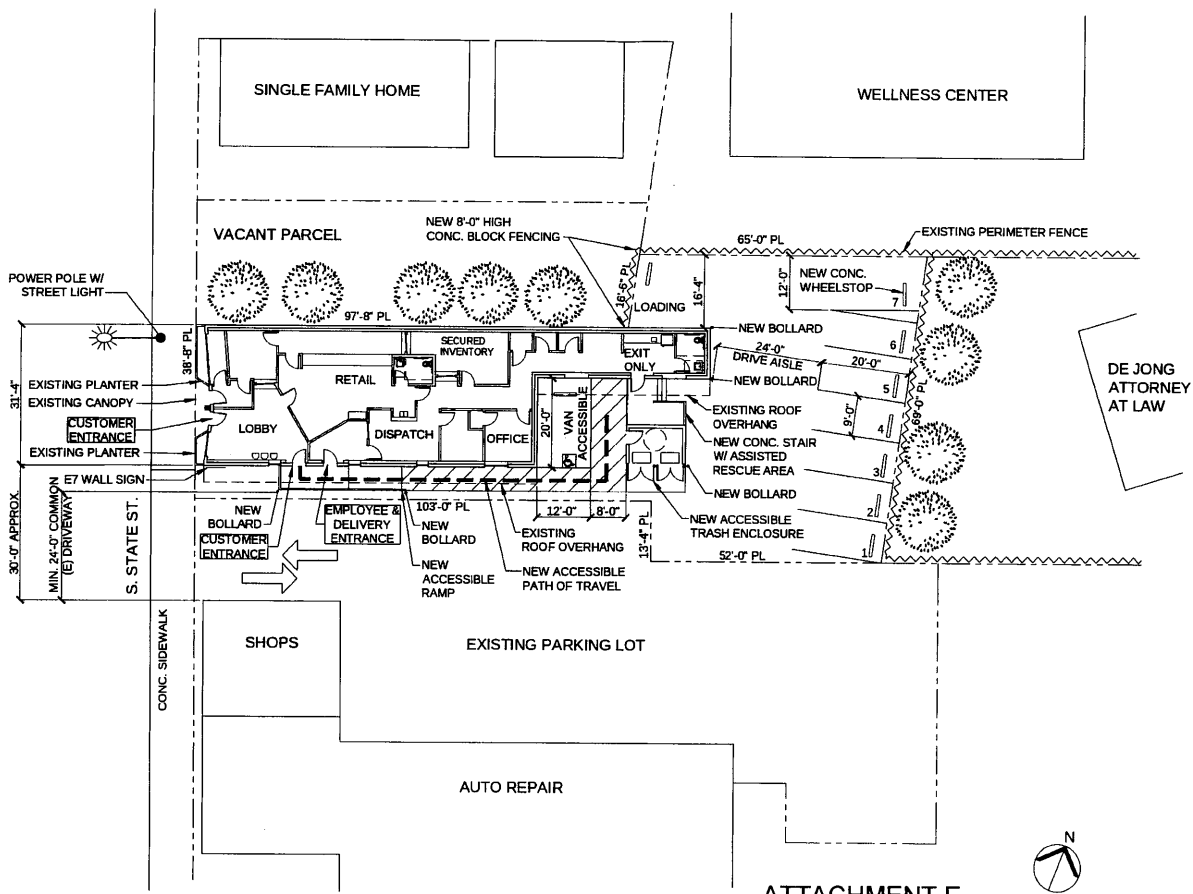 SINGLE FAMILY HOME
WELLNESS CENTER
VACANT PARCEL
NEW 8'-0" HIGH
CONC. BLOCK FENCING
65'-0" PL
EXISTING PERIMETER FENCE
POWER POLE W/
STREET LIGHT
97'-8" PL
38'-8" PL
31'-4"
16'-6" PL
LOADING
16'-4"
12'-0"
NEW CONC.
WHEELSTOP
7
NEW BOLLARD
6
24'-0"
DRIVE AISLE
20'-0"
NEW BOLLARD
5
EXISTING PLANTER
EXISTING CANOPY
CUSTOMER
ENTRANCE
EXISTING PLANTER
SECURED
INVENTORY
RETAIL
EXIT
ONLY
LOBBY
DISPATCH
OFFICE
20'-0"
VAN
ACCESSIBLE
EXISTING ROOF
OVERHANG
9'-0"
4
69'-0" PL
DE JONG
ATTORNEY
AT LAW
NEW CONC. STAIR
W/ ASSISTED
RESCUE AREA
3
E7 WALL SIGN
NEW BOLLARD
2
30'-0" APPROX.
MIN. 24'-0" COMMON
(E) DRIVEWAY
S. STATE ST.
NEW
BOLLARD
CUSTOMER
ENTRANCE
EMPLOYEE &
DELIVERY
ENTRANCE
103'-0" PL
NEW
BOLLARD
12'-0"
8'-0"
EXISTING
ROOF OVERHANG
13'-4" PL
NEW ACCESSIBLE
TRASH ENCLOSURE
1
52'-0" PL
NEW
ACCESSIBLE
RAMP
NEW ACCESSIBLE
PATH OF TRAVEL
CONC. SIDEWALK
SHOPS
EXISTING PARKING LOT
AUTO REPAIR
N
ATTACHMENT E